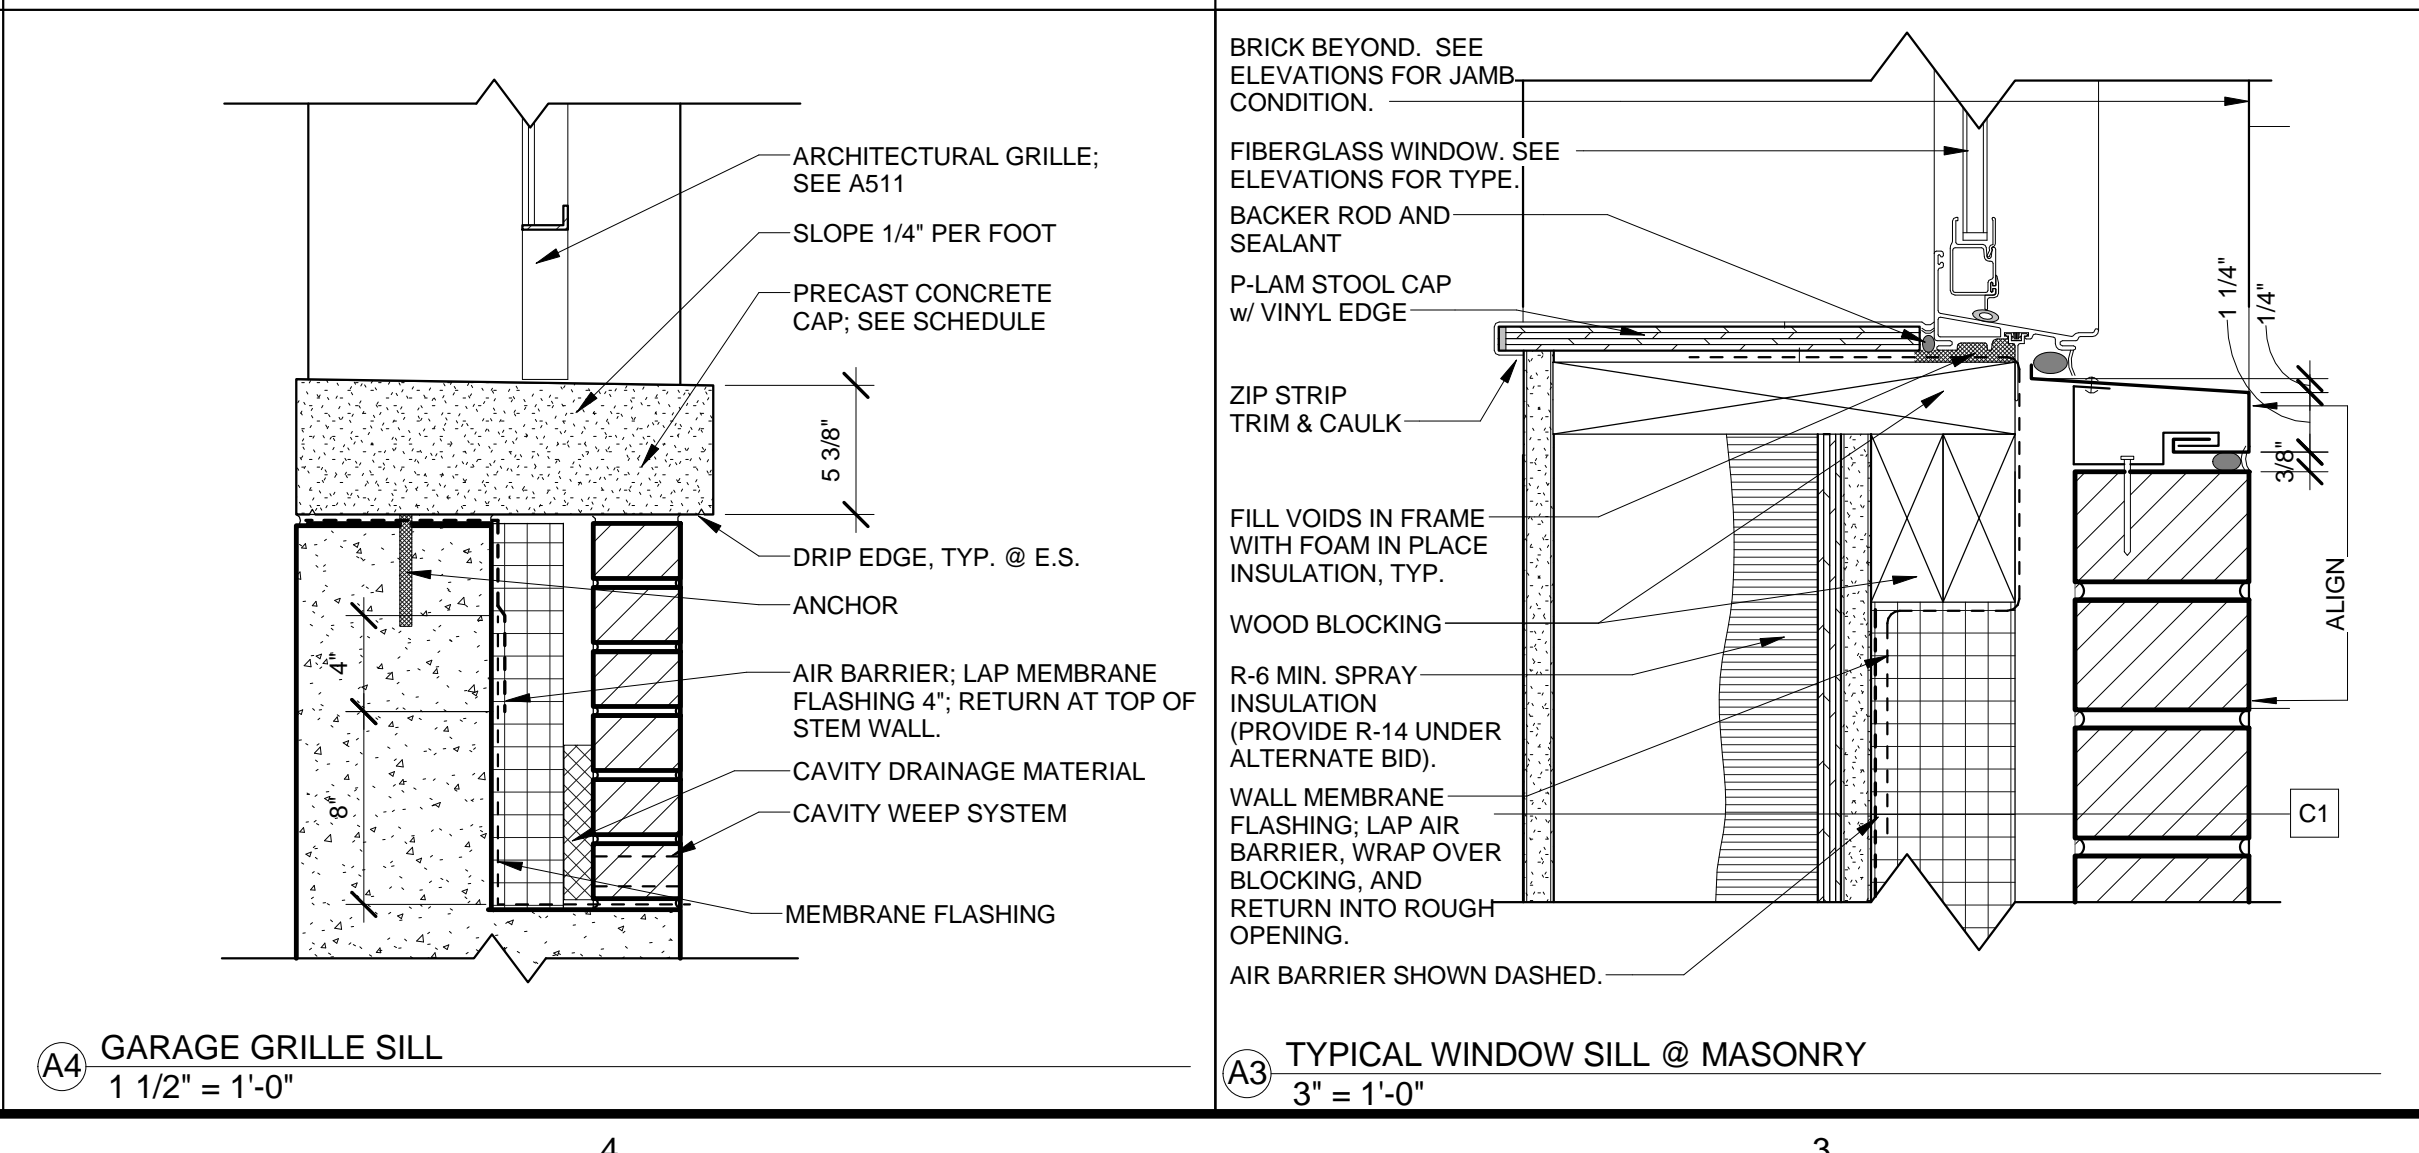 ARCHITECTURAL GRILLE;
SEE A511
SLOPE 1/4" PER FOOT
PRECAST CONCRETE
CAP; SEE SCHEDULE
5 3/8"
DRIP EDGE, TYP. @ E.S.
ANCHOR
4"
AIR BARRIER; LAP MEMBRANE
FLASHING 4"; RETURN AT TOP OF
STEM WALL.
CAVITY DRAINAGE MATERIAL
8"
CAVITY WEEP SYSTEM
MEMBRANE FLASHING
A4
GARAGE GRILLE SILL
1 1/2" = 1'-0"
4
BRICK BEYOND. SEE
ELEVATIONS FOR JAMB
CONDITION.
FIBERGLASS WINDOW. SEE
ELEVATIONS FOR TYPE.
BACKER ROD AND
SEALANT
P-LAM STOOL CAP
w/ VINYL EDGE
1 1/4"
1/4"
ZIP STRIP
TRIM & CAULK
3/8"
FILL VOIDS IN FRAME
WITH FOAM IN PLACE
INSULATION, TYP.
ALIGN
WOOD BLOCKING
R-6 MIN. SPRAY
INSULATION
(PROVIDE R-14 UNDER
ALTERNATE BID).
WALL MEMBRANE
FLASHING; LAP AIR
BARRIER, WRAP OVER
BLOCKING, AND
RETURN INTO ROUGH
OPENING.
C1
AIR BARRIER SHOWN DASHED.
A3
TYPICAL WINDOW SILL @ MASONRY
3" = 1'-0"
3